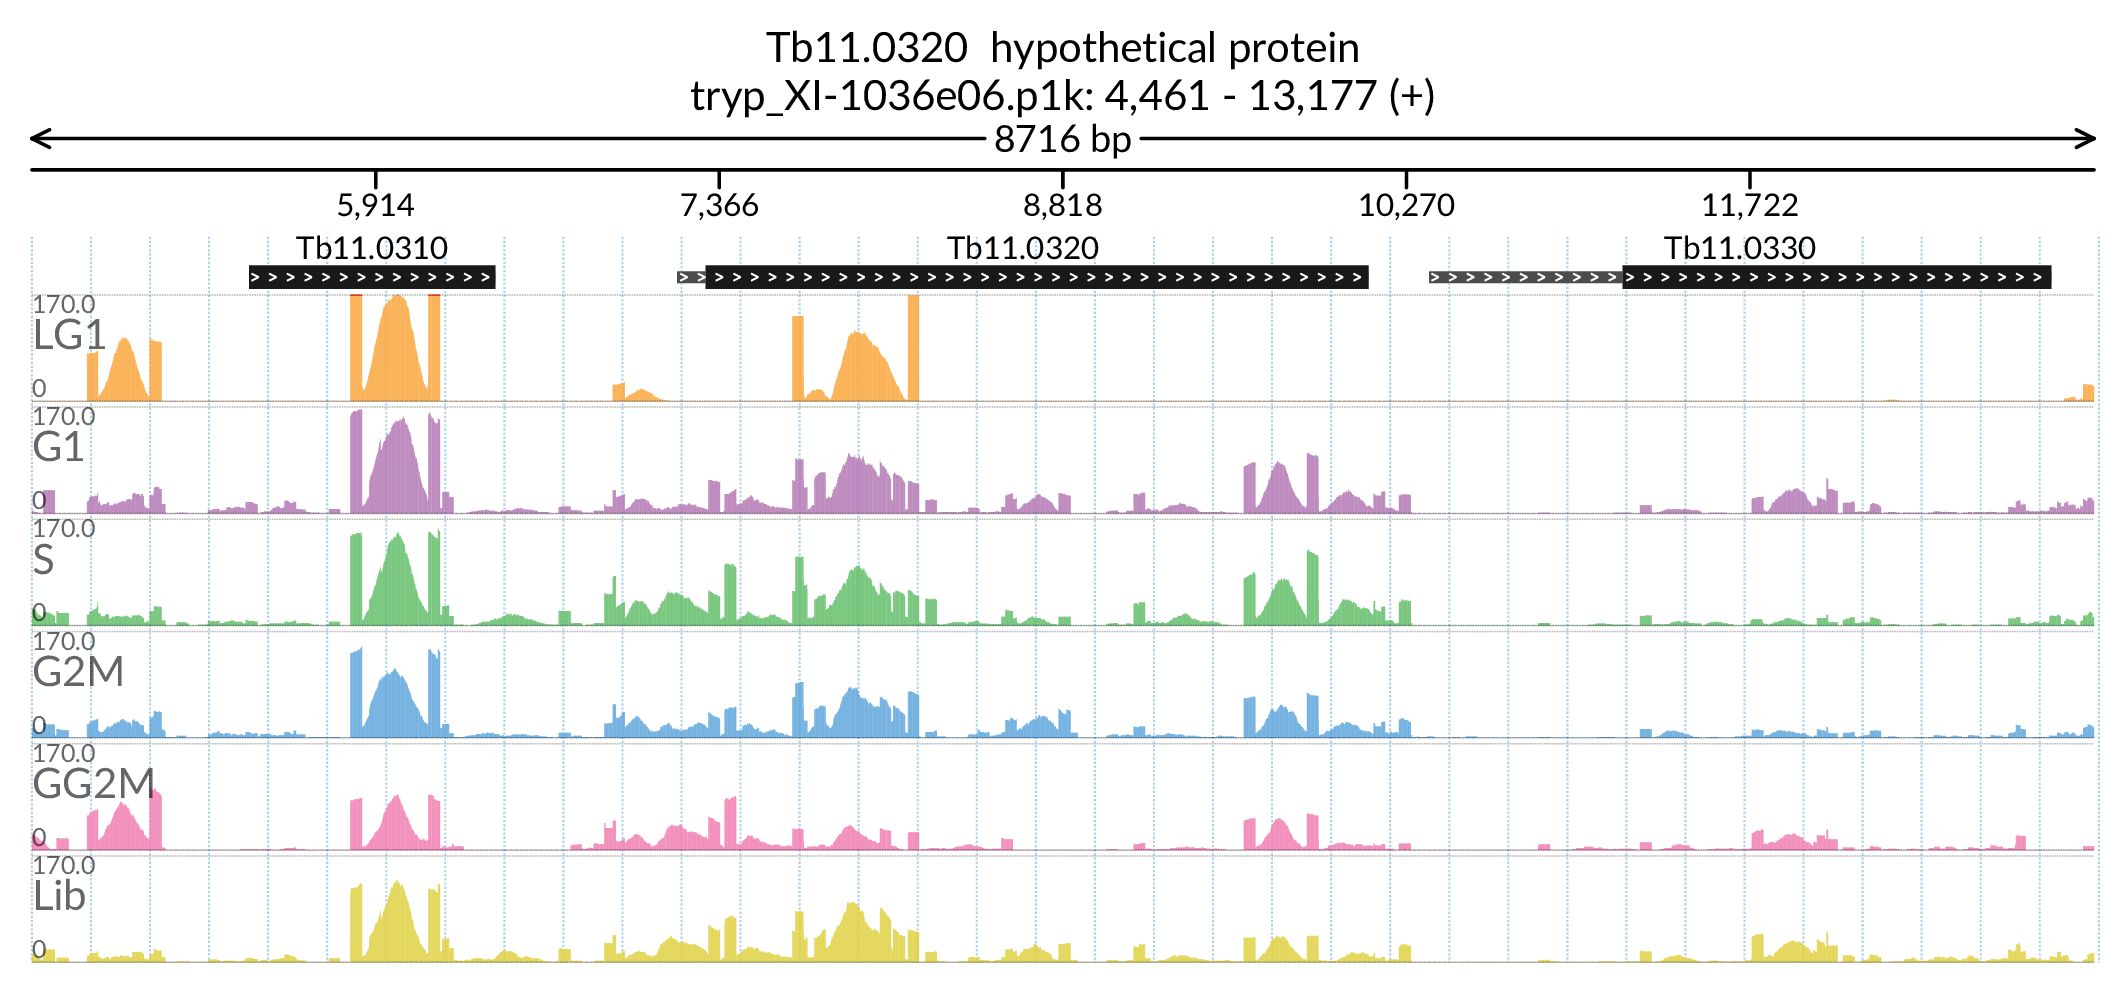 Tb11.0320  hypothetical protein
tryp_XI-1036e06.p1k: 4,461 - 13,177 (+)
8716 bp
5,914 7,366 8,818 10,270 11,722
Tb11.0310 Tb11.0320 Tb11.0330
170.0
LG1
0
170.0
G1
0
170.0
S
0
170.0
G2M
0
170.0
GG2M
0
170.0
Lib
0